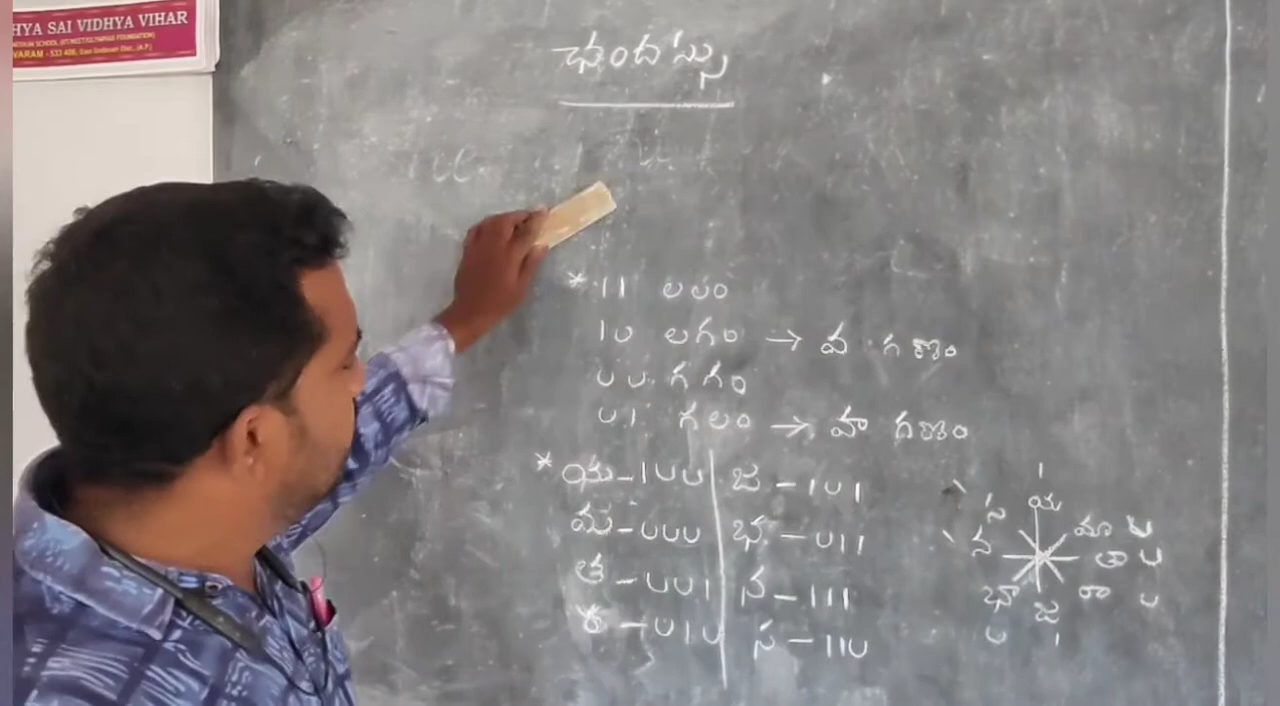 HYA SAI VIDHYA VIHAR
VARAM - 533 406, East Godavari Dist., (A.P.)
ఛందస్సు
* I I లలం
I U లగం → వ గణం
U U గగం
U I గలం → హ గణం
* య - I U U | జ - I U I
మ - U U U | భ - U I I
త - U U I | న - I I I
ర - U I U | స - I I U
I
స య
న మా U
తా U
భా జ రా U
U I